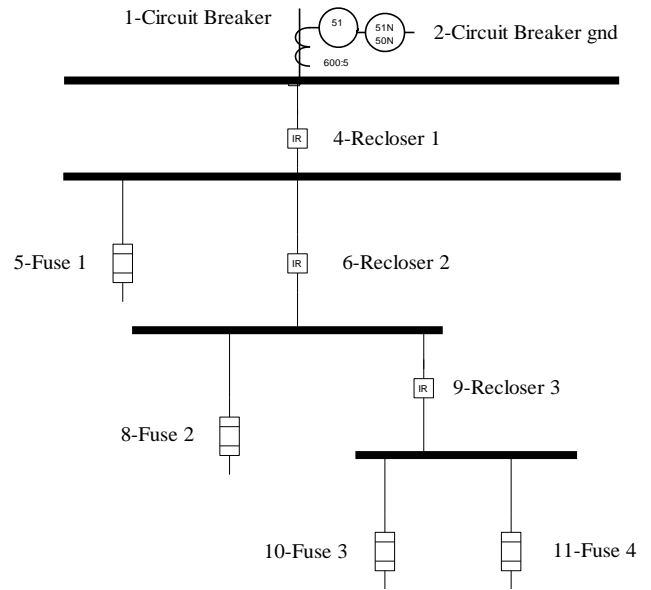 1-Circuit Breaker
51
51N
50N
2-Circuit Breaker gnd
600:5
IR
4-Recloser 1
5-Fuse 1
IR
6-Recloser 2
IR
9-Recloser 3
8-Fuse 2
10-Fuse 3
11-Fuse 4